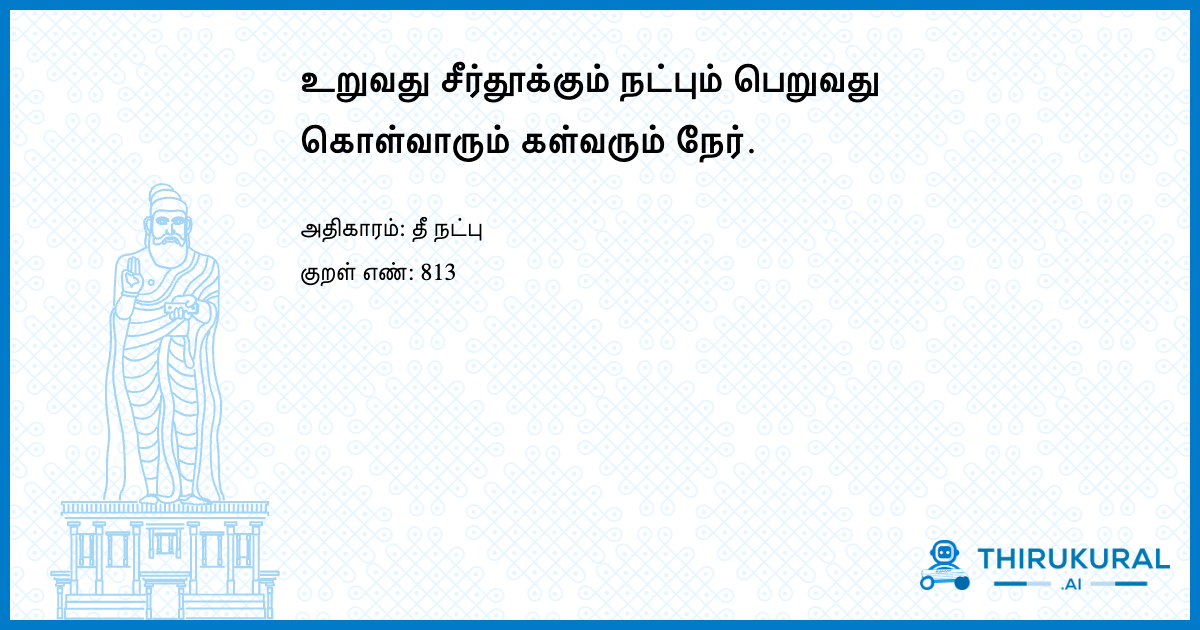 உறுவது சீர்தூக்கும் நட்பும் பெறுவது
கொள்வாரும் கள்வரும் நேர்.
அதிகாரம்: தீ நட்பு
குறள் எண்: 813
THIRUKURAL
.AI